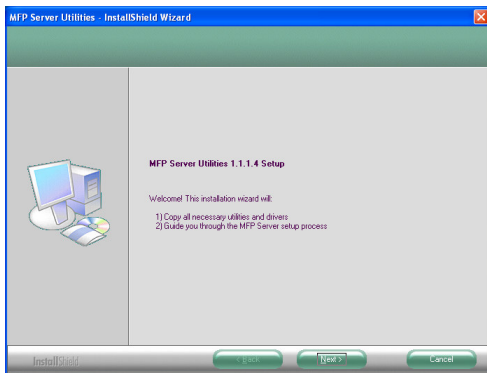 MFP Server Utilities - InstallShield Wizard
MFP Server Utilities 1.1.1.4 Setup
Welcome! This installation wizard will:
1) Copy all necessary utilities and drivers
2) Guide you through the MFP Server setup process
InstallShield
< Back
Next >
Cancel